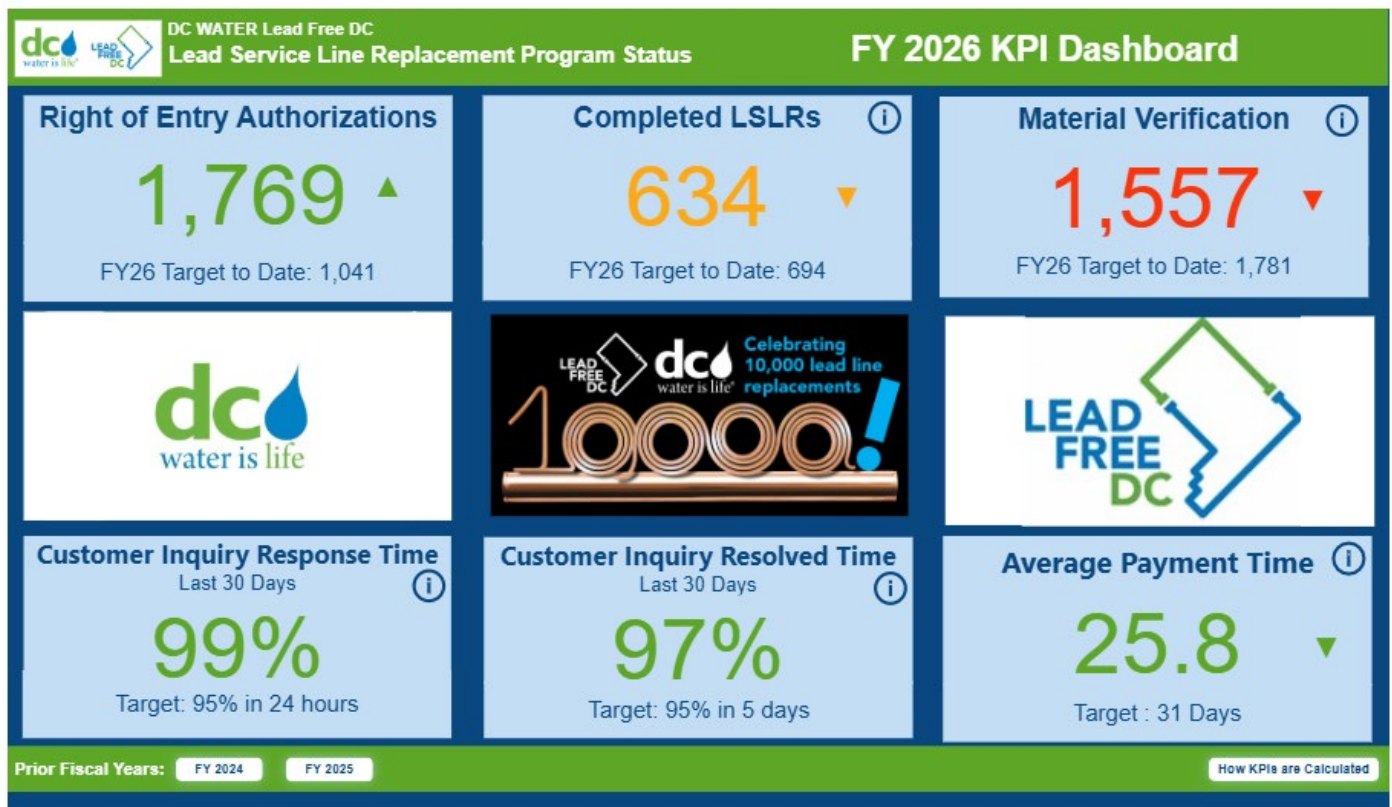 dc
water is life
LEAD
FREE
DC
DC WATER Lead Free DC
Lead Service Line Replacement Program Status
FY 2026 KPI Dashboard
Right of Entry Authorizations
1,769 ▲
FY26 Target to Date: 1,041
Completed LSLRs
i
634 ▼
FY26 Target to Date: 694
Material Verification
i
1,557 ▼
FY26 Target to Date: 1,781
dc
water is life
LEAD
FREE
DC
dc
water is life®
Celebrating
10,000 lead line
replacements
10000!
LEAD
FREE
DC
Customer Inquiry Response Time
Last 30 Days
i
99%
Target: 95% in 24 hours
Customer Inquiry Resolved Time
Last 30 Days
i
97%
Target: 95% in 5 days
Average Payment Time
i
25.8 ▼
Target : 31 Days
Prior Fiscal Years:
FY 2024
FY 2025
How KPIs are Calculated